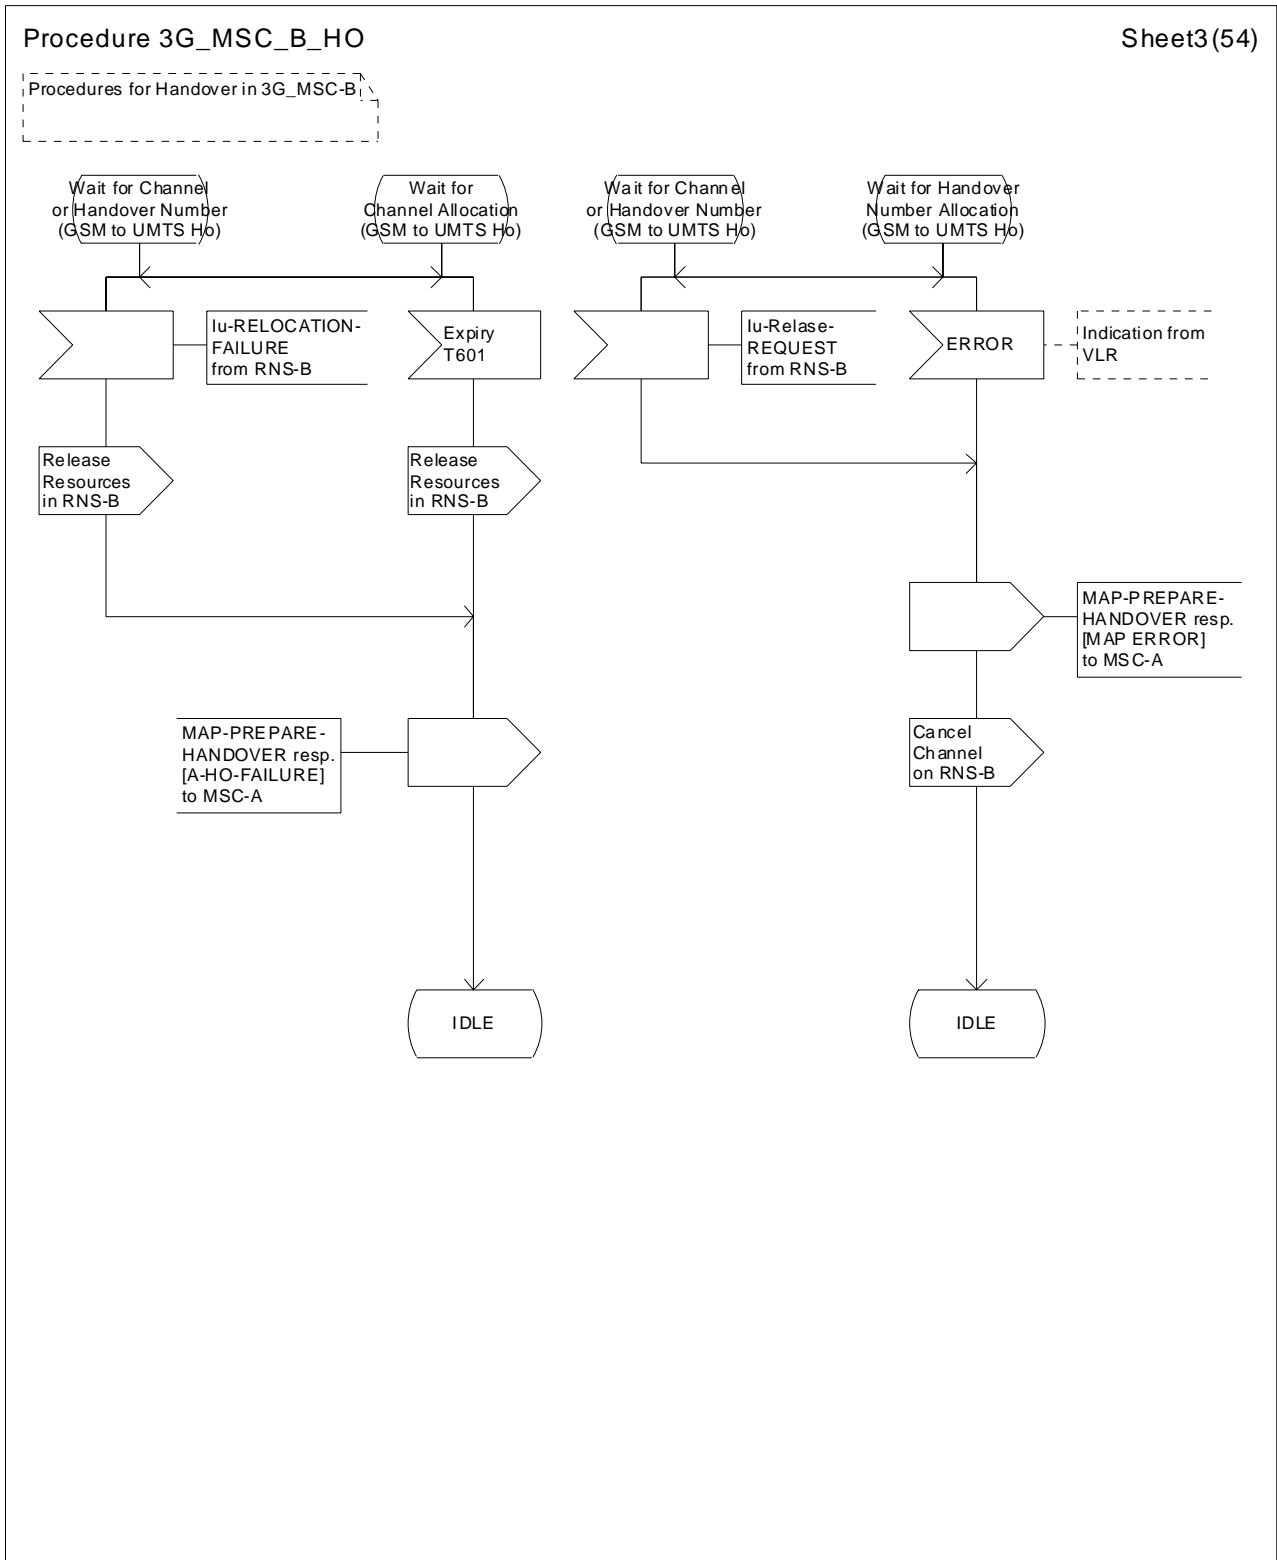 Procedure 3G_MSC_B_HO
Sheet3(54)
Procedures for Handover in 3G_MSC-B
Wait for Channel
or Handover Number
(GSM to UMTS Ho)
Wait for
Channel Allocation
(GSM to UMTS Ho)
Wait for Channel
or Handover Number
(GSM to UMTS Ho)
Wait for Handover
Number Allocation
(GSM to UMTS Ho)
Iu-RELOCATION-
FAILURE
from RNS-B
Expiry
T601
Iu-Relase-
REQUEST
from RNS-B
ERROR
Indication from
VLR
Release
Resources
in RNS-B
Release
Resources
in RNS-B
MAP-PREPARE-
HANDOVER resp.
[MAP ERROR]
to MSC-A
MAP-PREPARE-
HANDOVER resp.
[A-HO-FAILURE]
to MSC-A
Cancel
Channel
on RNS-B
IDLE
IDLE